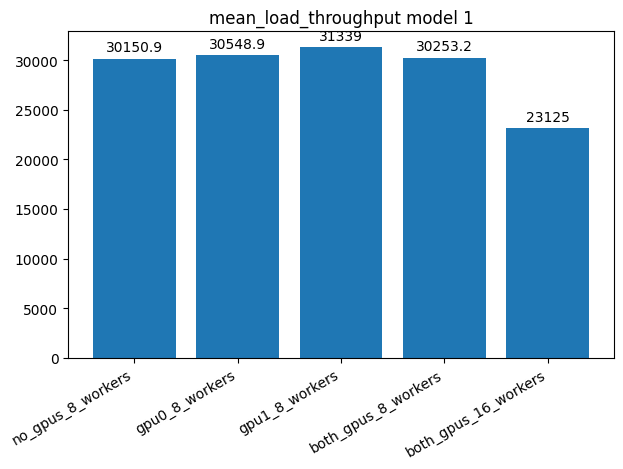 mean_load_throughput model 1
30150.9
30548.9
31339
30253.2
23125
30000
25000
20000
15000
10000
5000
0
no_gpus_8_workers
gpu0_8_workers
gpu1_8_workers
both_gpus_8_workers
both_gpus_16_workers